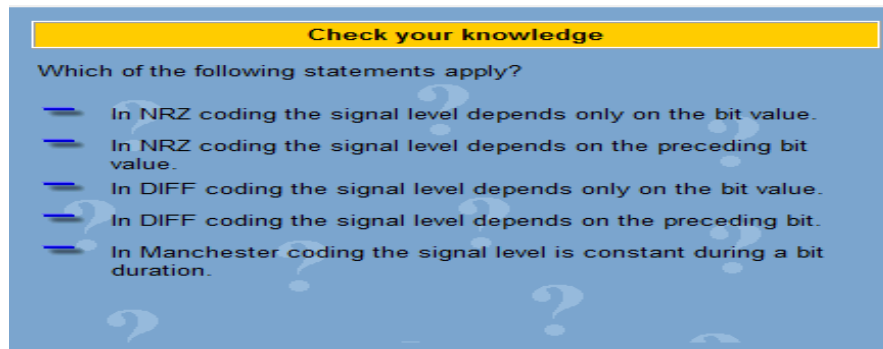 Check your knowledge
Which of the following statements apply?
In NRZ coding the signal level depends only on the bit value.
In NRZ coding the signal level depends on the preceding bit
value.
In DIFF coding the signal level depends only on the bit value.
In DIFF coding the signal level depends on the preceding bit.
In Manchester coding the signal level is constant during a bit
duration.